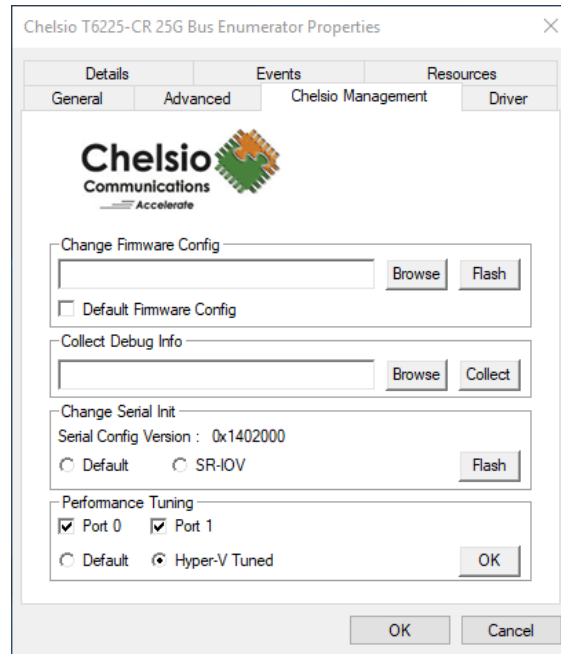 Chelsio T6225-CR 25G Bus Enumerator Properties
Details Events Resources
General Advanced Chelsio Management Driver
Chelsio
Communications
Accelerate
Change Firmware Config
Browse Flash
Default Firmware Config
Collect Debug Info
Browse Collect
Change Serial Init
Serial Config Version : 0x1402000
Default SR-IOV Flash
Performance Tuning
Port 0 Port 1
Default Hyper-V Tuned OK
OK Cancel